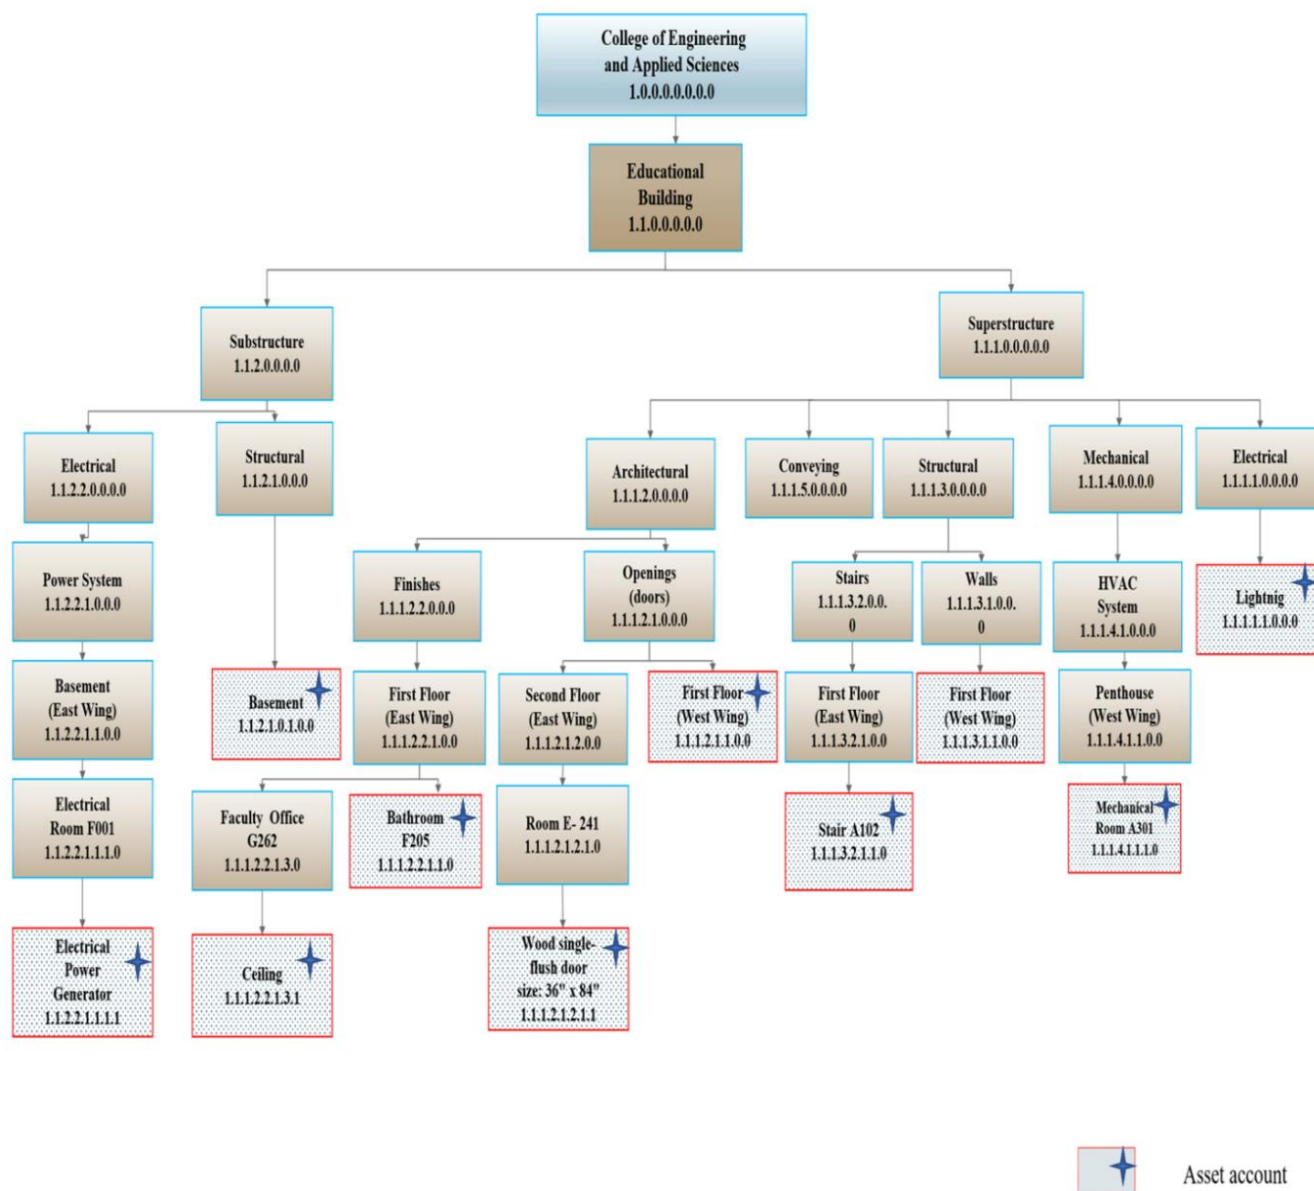 College of Engineering
and Applied Sciences
1.0.0.0.0.0.0.0
Educational
Building
1.1.0.0.0.0.0
Substructure
1.1.2.0.0.0.0
Superstructure
1.1.1.0.0.0.0.0
Electrical
1.1.2.2.0.0.0.0
Structural
1.1.2.1.0.0.0
Architectural
1.1.1.2.0.0.0.0
Conveying
1.1.1.5.0.0.0.0
Structural
1.1.1.3.0.0.0.0
Mechanical
1.1.1.4.0.0.0.0
Electrical
1.1.1.1.0.0.0.0
Power System
1.1.2.2.1.0.0.0
Finishes
1.1.1.2.2.0.0.0
Openings
(doors)
1.1.1.2.1.0.0.0
Stairs
1.1.1.3.2.0.0.
0
Walls
1.1.1.3.1.0.0.
0
HVAC
System
1.1.1.4.1.0.0.0
Lightnig
1.1.1.1.1.0.0.0
Basement
(East Wing)
1.1.2.2.1.1.0.0
Basement
1.1.2.1.0.1.0.0
First Floor
(East Wing)
1.1.1.2.2.1.0.0
Second Floor
(East Wing)
1.1.1.2.1.2.0.0
First Floor
(West Wing)
1.1.1.2.1.1.0.0
First Floor
(East Wing)
1.1.1.3.2.1.0.0
First Floor
(West Wing)
1.1.1.3.1.1.0.0
Penthouse
(West Wing)
1.1.1.4.1.1.0.0
Electrical
Room F001
1.1.2.2.1.1.1.0
Faculty Office
G262
1.1.1.2.2.1.3.0
Bathroom
F205
1.1.1.2.2.1.1.0
Room E- 241
1.1.1.2.1.2.1.0
Stair A102
1.1.1.3.2.1.1.0
Mechanical
Room A301
1.1.1.4.1.1.1.0
Electrical
Power
Generator
1.1.2.2.1.1.1.1
Ceiling
1.1.1.2.2.1.3.1
Wood single-
flush door
size: 36" x 84"
1.1.1.2.1.2.1.1
Asset account